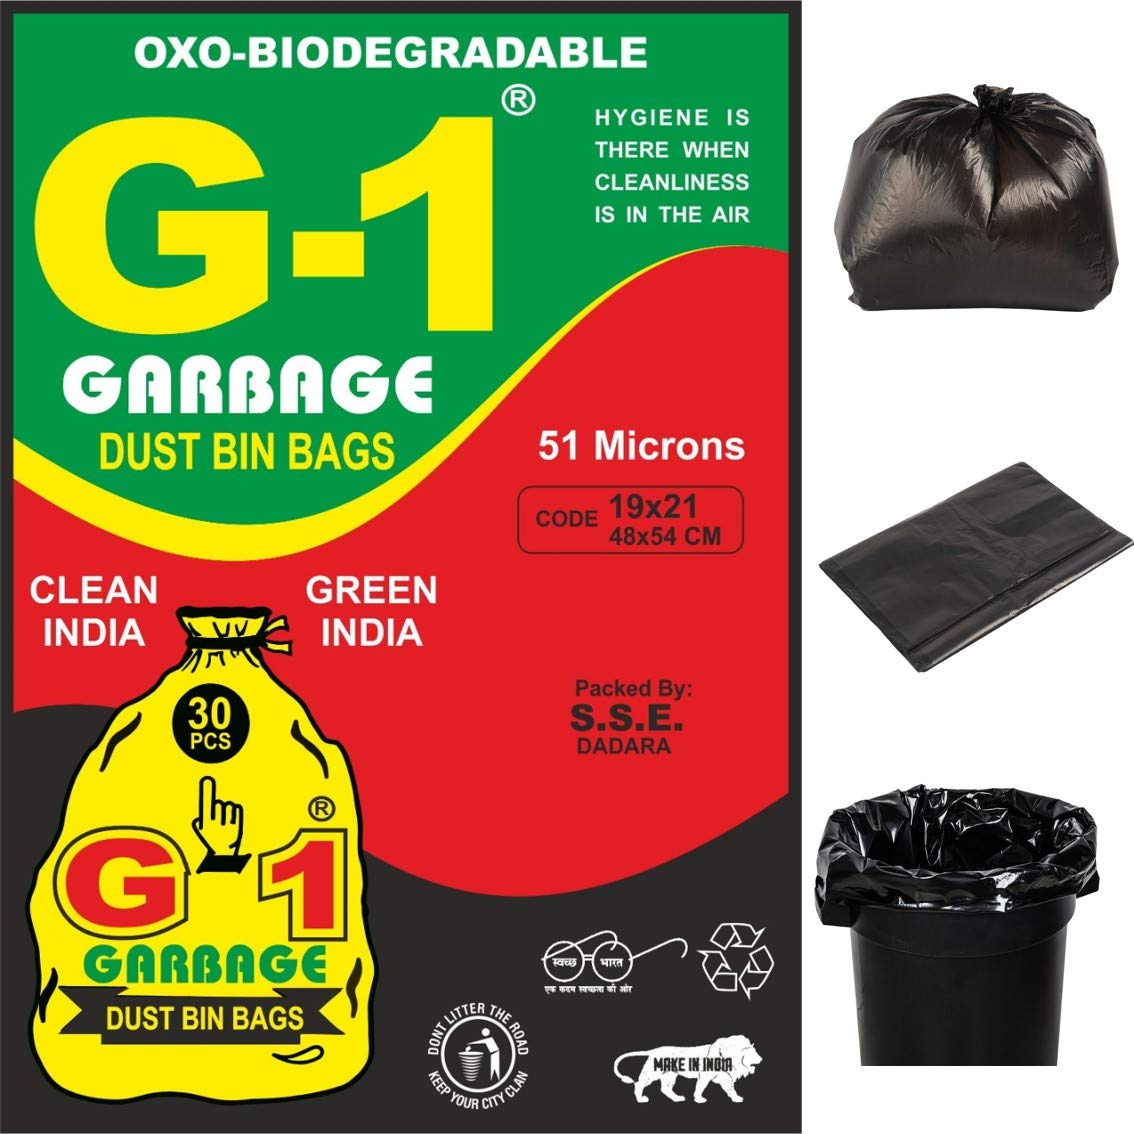 OXO-BIODEGRADABLE
G-1®
HYGIENE IS
THERE WHEN
CLEANLINESS
IS IN THE AIR
GARBAGE
DUST BIN BAGS
51 Microns
CODE 19x21
48x54 CM
CLEAN
INDIA
GREEN
INDIA
30
PCS
Packed By:
S.S.E.
DADARA
G 1®
GARBAGE
DUST BIN BAGS
स्वच्छ भारत
एक कदम स्वच्छता की ओर
DONT LITTER THE ROAD
KEEP YOUR CITY CLAN
MAKE IN INDIA